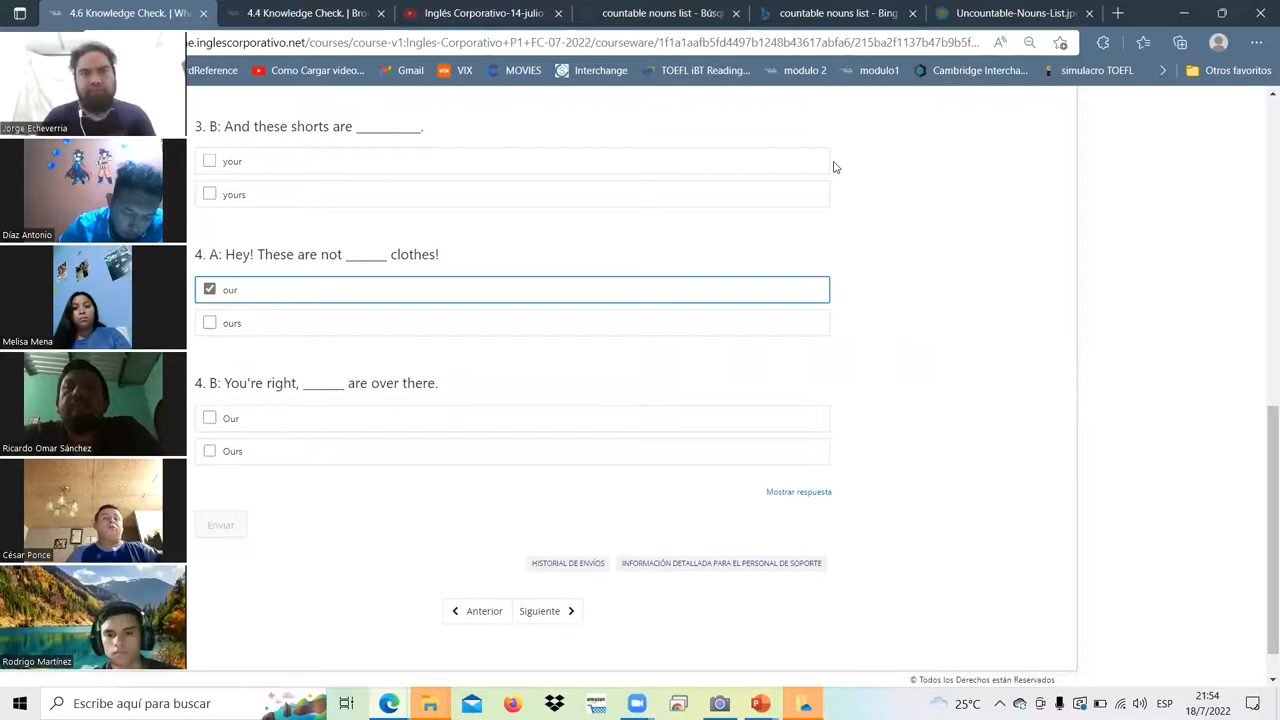 4.6 Knowledge Check. | 
4.4 Knowledge Check. | Bro
Inglés Corporativo-14-julio
countable nouns list - Búsq
countable nouns list - Bing
Uncountable-Nouns-List.jp
e.inglescorporativo.net/courses/course-v1:Ingles-Corporativo+P1+FC-07-2022/courseware/1f1a1aafb5fd4497b1248b43617abfa6/215ba2f1137b47b9b5f...
rdReference
Como Cargar video...
Gmail
VIX
MOVIES
Interchange
TOEFL iBT Reading...
modulo 2
modulo1
Cambridge Intercha...
simulacro TOEFL
Otros favoritos
Jorge Echeverria
Díaz Antonio
Melisa Mena
Ricardo Omar Sánchez
César Ponce
Rodrigo Martínez
3. B: And these shorts are __________.
your
yours
4. A: Hey! These are not ______ clothes!
our
ours
4. B: You're right, ______ are over there.
Our
Ours
Mostrar respuesta
Enviar
HISTORIAL DE ENVÍOS
INFORMACIÓN DETALLADA PARA EL PERSONAL DE SOPORTE
Anterior
Siguiente
© Todos los Derechos están Reservados
Escribe aquí para buscar
25°C
ESP
21:54
18/7/2022